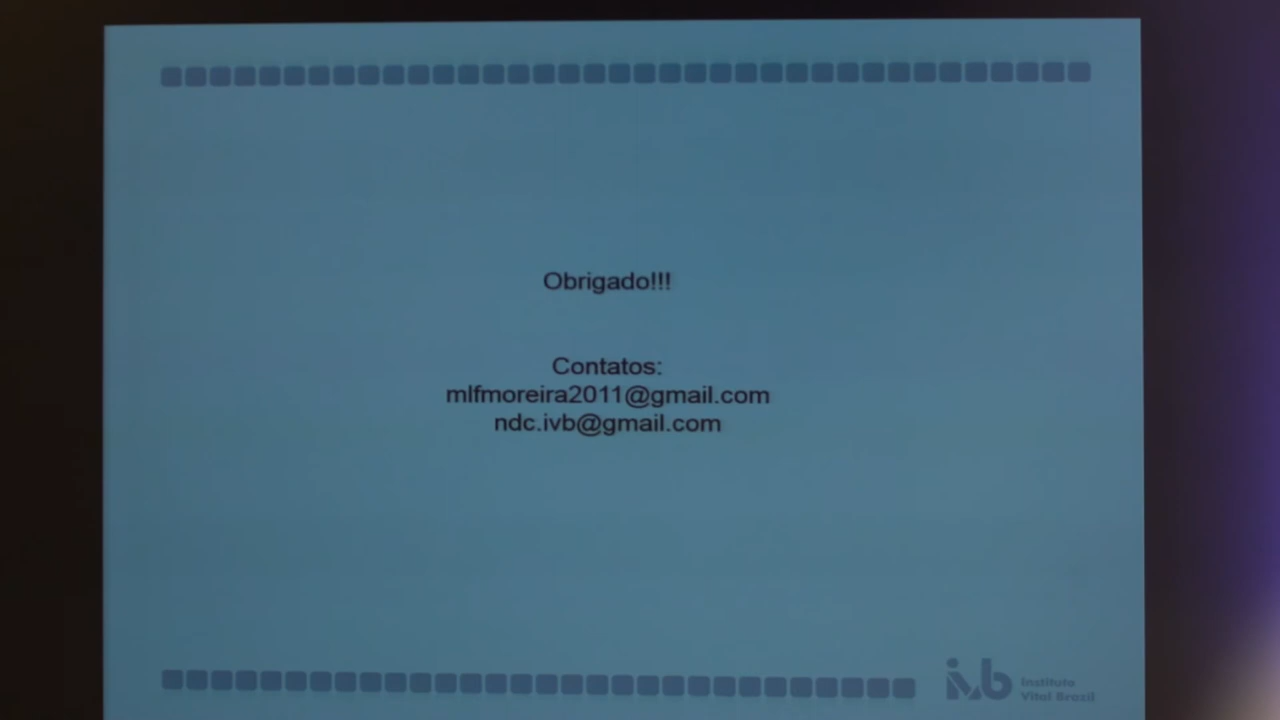 Obrigado!!!
Contatos:
mlfmoreira2011@gmail.com
ndc.ivb@gmail.com
ivb
Instituto
Vital Brazil